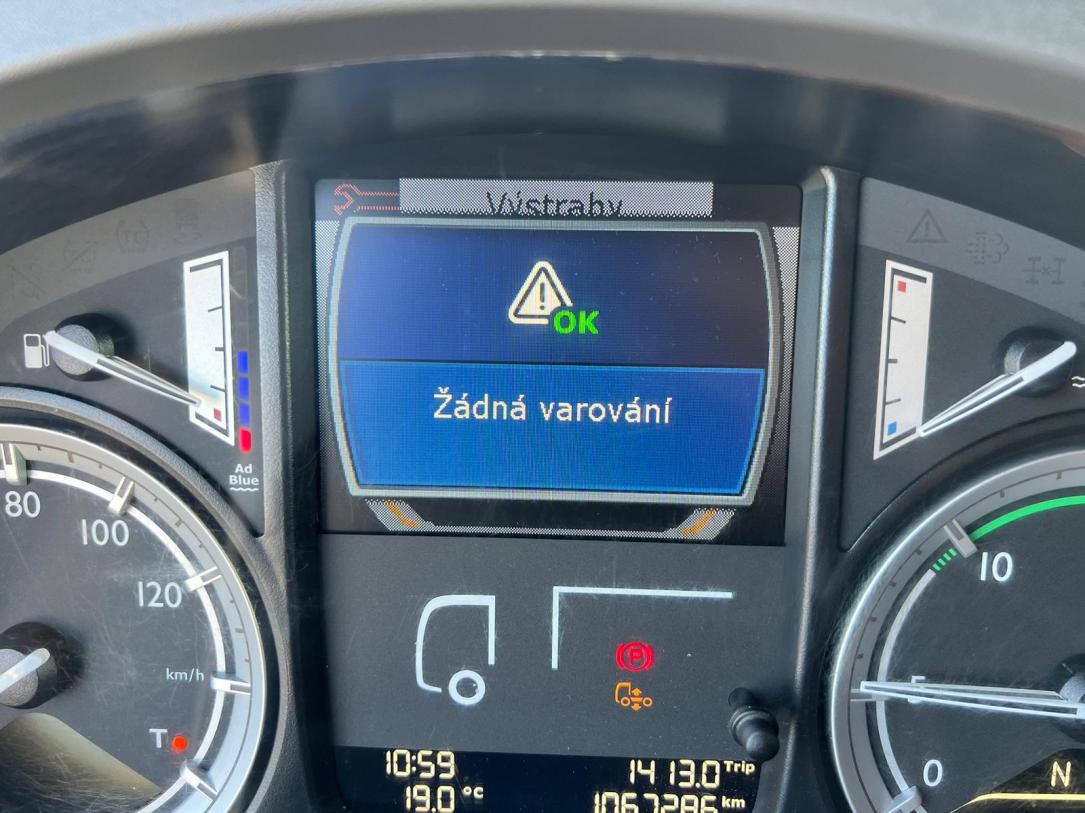 Výstrahy
OK
Žádná varování
Ad
Blue
80
100
120
km/h
T
P
10
5
0
N
10:59
1413.0 Trip
19.0 °C
1067286 km